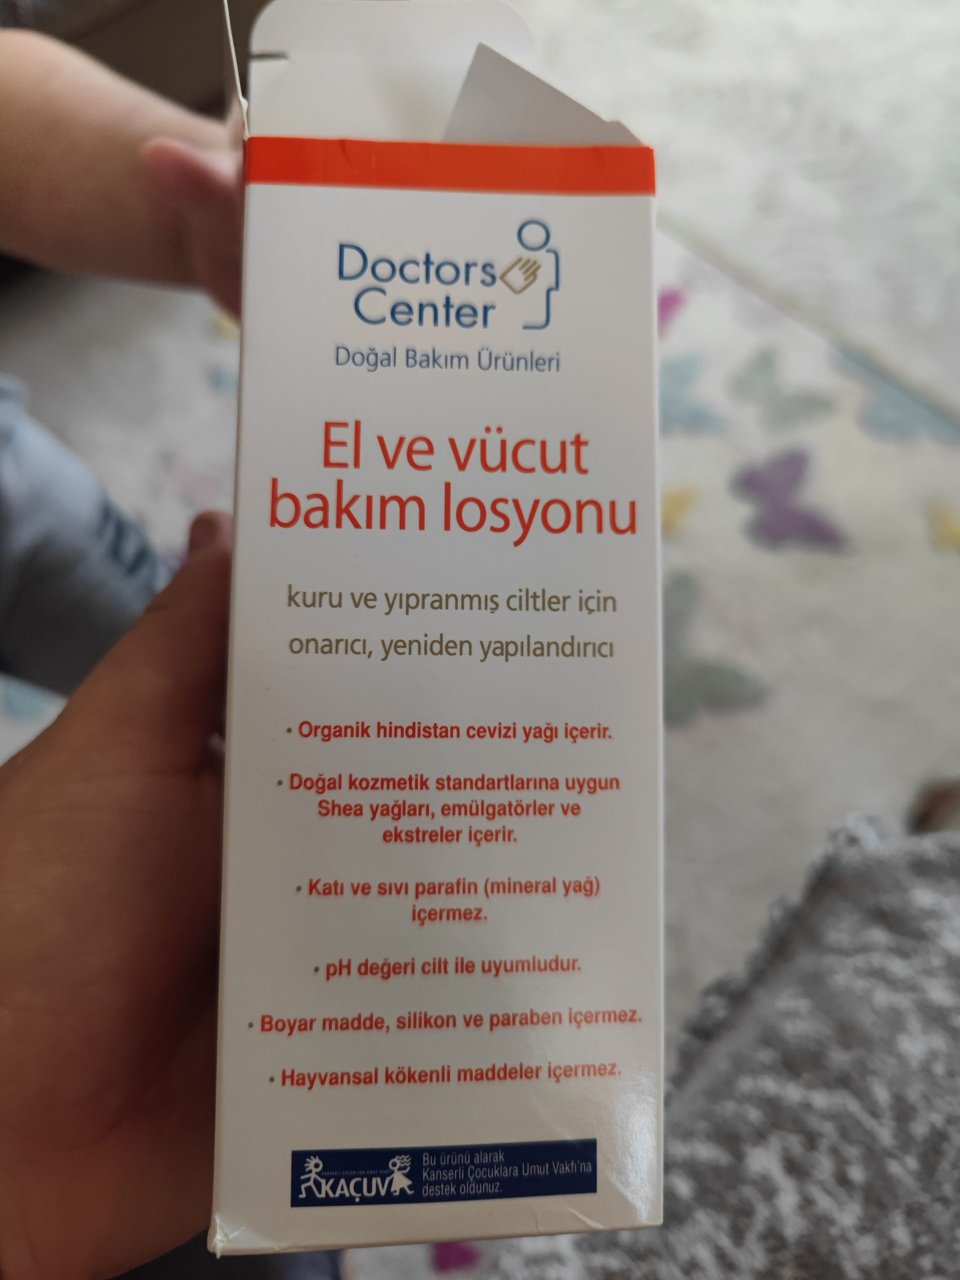 Doctors
Center
Doğal Bakım Ürünleri
El ve vücut
bakım losyonu
kuru ve yıpranmış ciltler için
onarıcı, yeniden yapılandırıcı
• Organik hindistan cevizi yağı içerir.
• Doğal kozmetik standartlarına uygun
Shea yağları, emülgatörler ve
ekstreler içerir.
• Katı ve sıvı parafin (mineral yağ)
içermez.
• pH değeri cilt ile uyumludur.
• Boyar madde, silikon ve paraben içermez.
• Hayvansal kökenli maddeler içermez.
KAÇUV
Bu ürünü alarak
Kanserli Çocuklara Umut Vakfı'na
destek oldunuz.